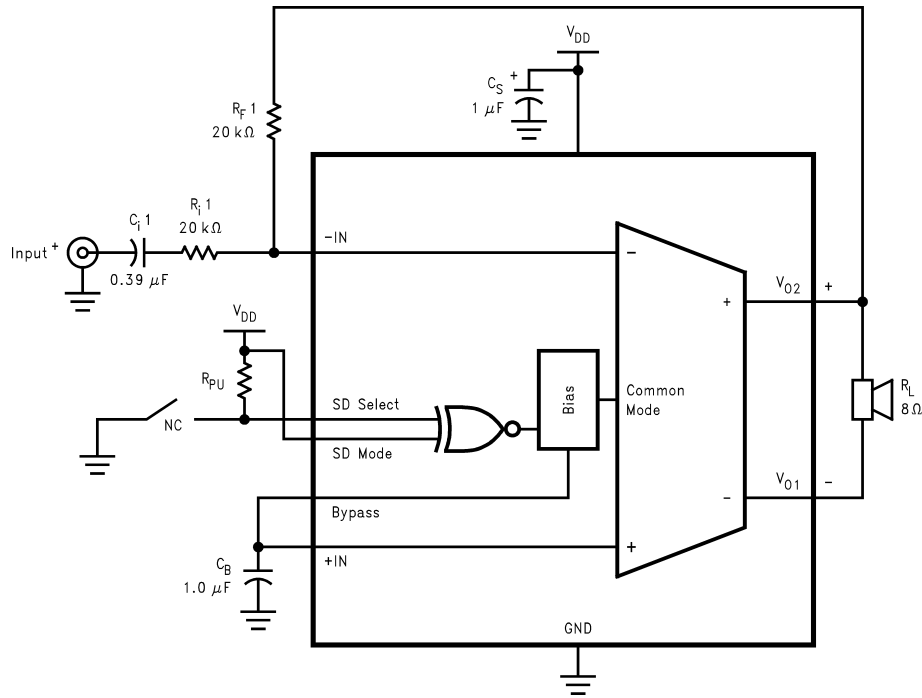 V_DD
C_S +
1 µF
R_F 1
20 kΩ
R_i 1
20 kΩ
C_i 1
Input +
0.39 µF
-IN
−
V_O2 +
+
V_DD
R_PU
Bias
Common
Mode
R_L
8 Ω
SD Select
NC
SD Mode
V_O1 −
−
Bypass
+IN
+
C_B
1.0 µF
GND